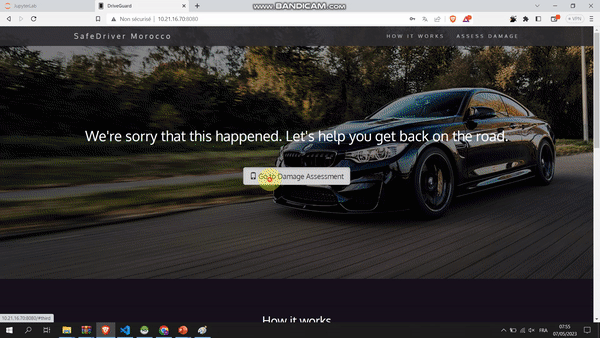 WWW.BANDICAM.COM
JupyterLab
DriveGuard
Non sécurisé | 10.21.16.70:8080
VPN
SafeDriver Morocco
HOW IT WORKS
ASSESS DAMAGE
We're sorry that this happened. Let's help you get back on the road.
Go to Damage Assessment
How it works
10.21.16.70:8080/#third
FRA
07:55
07/05/2023